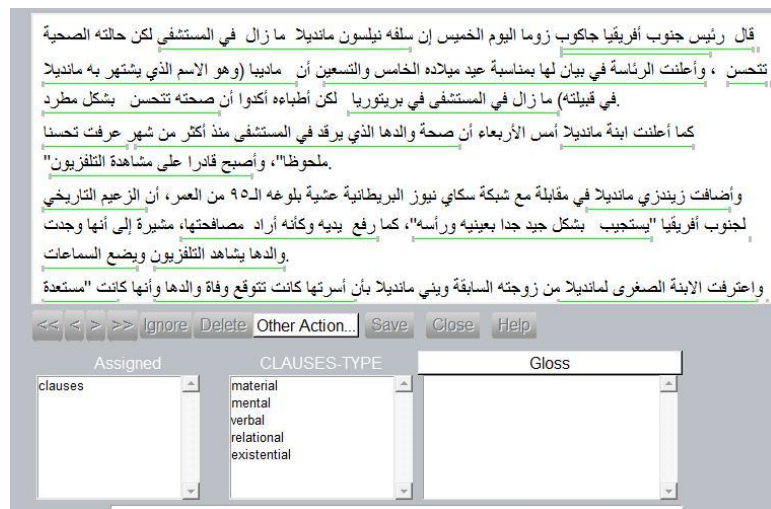 قال رئيس جنوب أفريقيا جاكوب زوما اليوم الخميس إن سلفه نيلسون مانديلا ما زال في المستشفى لكن حالته الصحية
تتحسن ، وأعلنت الرئاسة في بيان لها بمناسبة عيد ميلاده الخامس والتسعين أن ماديبا (وهو الاسم الذي يشتهر به مانديلا
في قبيلته) ما زال في المستشفى في بريتوريا لكن أطباءه أكدوا أن صحته تتحسن بشكل مطرد.
كما أعلنت ابنة مانديلا أمس الأربعاء أن صحة والدها الذي يرقد في المستشفى منذ أكثر من شهر عرفت تحسنا
"ملحوظا"، وأصبح قادرا على مشاهدة التلفزيون.
وأضافت زيندزي مانديلا في مقابلة مع شبكة سكاي نيوز البريطانية عشية بلوغه الـ٩٥ من العمر، أن الزعيم التاريخي
لجنوب أفريقيا "يستجيب بشكل جيد جدا بعينيه ورأسه"، كما رفع يديه وكأنه أراد مصافحتها، مشيرة إلى أنها وجدت
والدها يشاهد التلفزيون ويضع السماعات.
واعترفت الابنة الصغرى لمانديلا من زوجته السابقة ويني مانديلا بأن أسرتها كانت تتوقع وفاة والدها وأنها كانت "مستعدة
<< < > >> Ignore Delete Other Action... Save Close Help
Assigned CLAUSES-TYPE Gloss
clauses material
mental
verbal
relational
existential